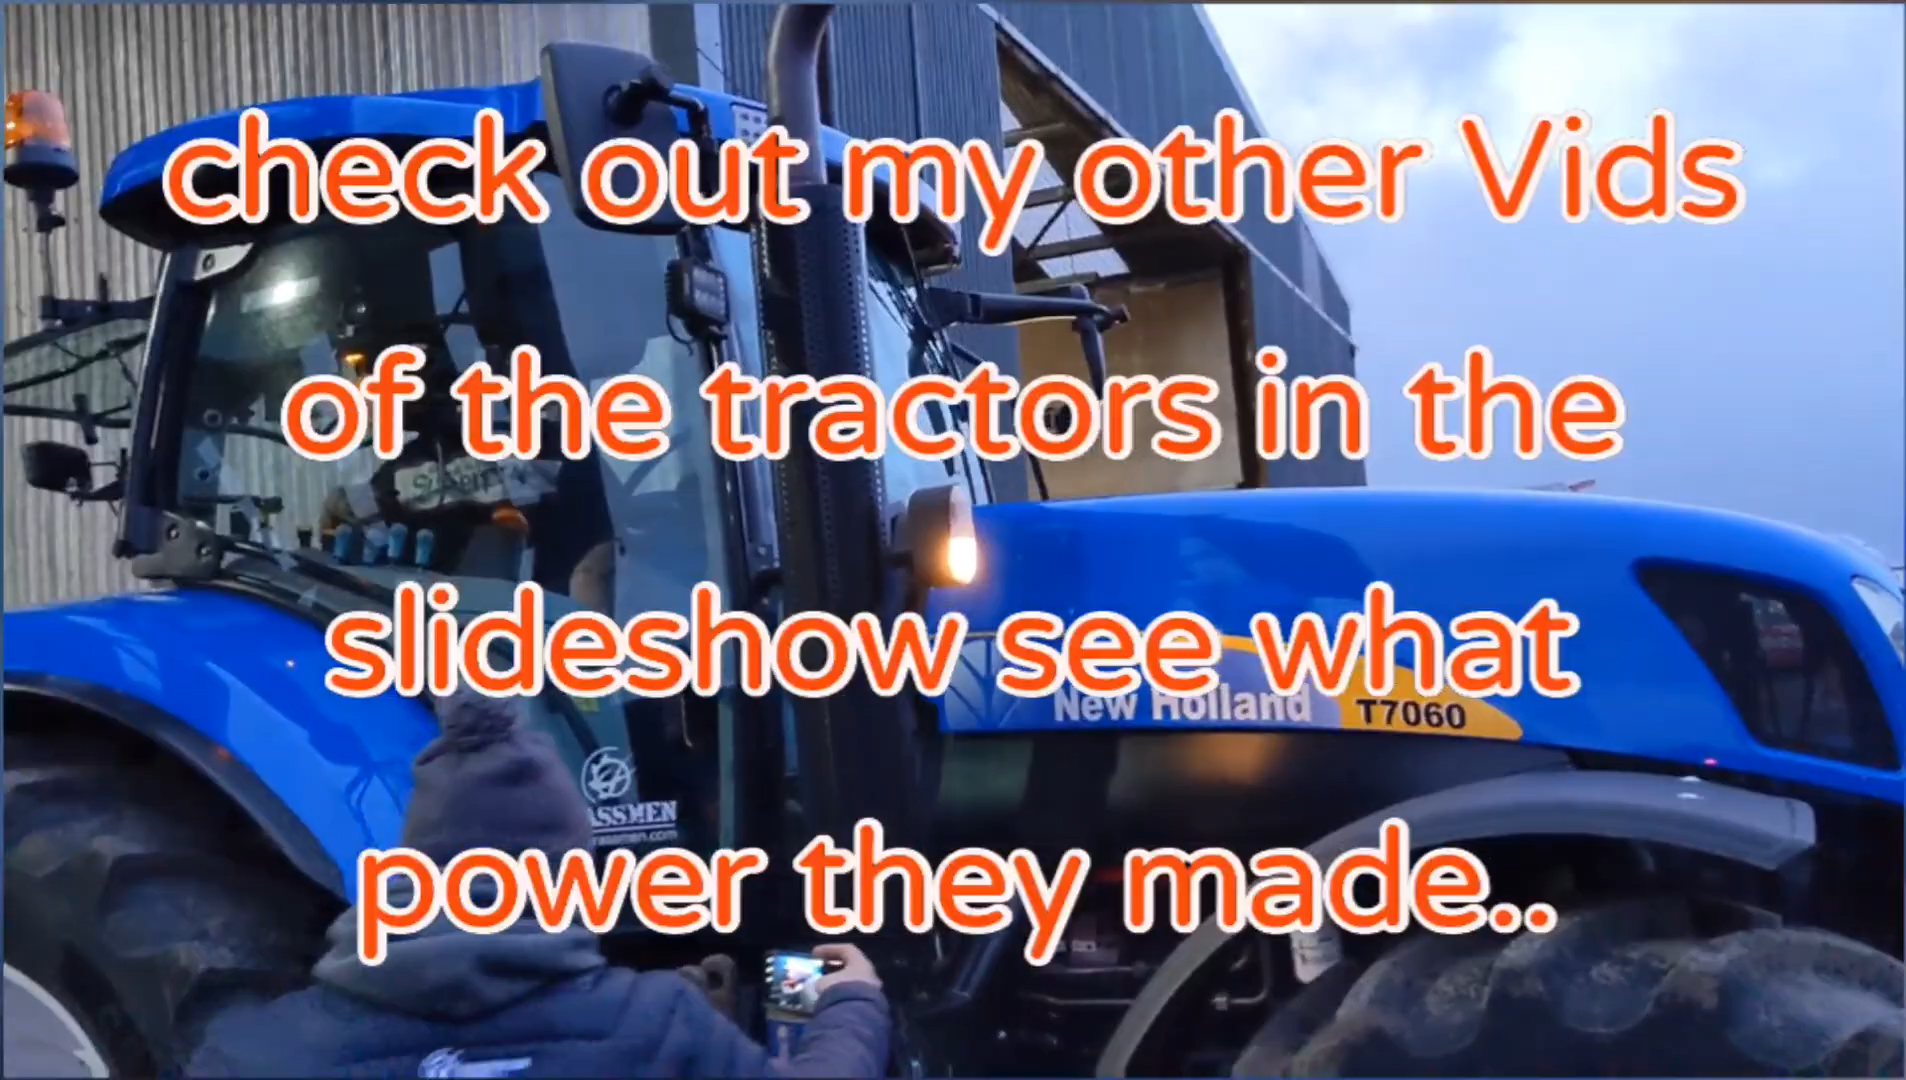 check out my other Vids
of the tractors in the
slideshow see what
New Holland T7060
ASSMEN
power they made..